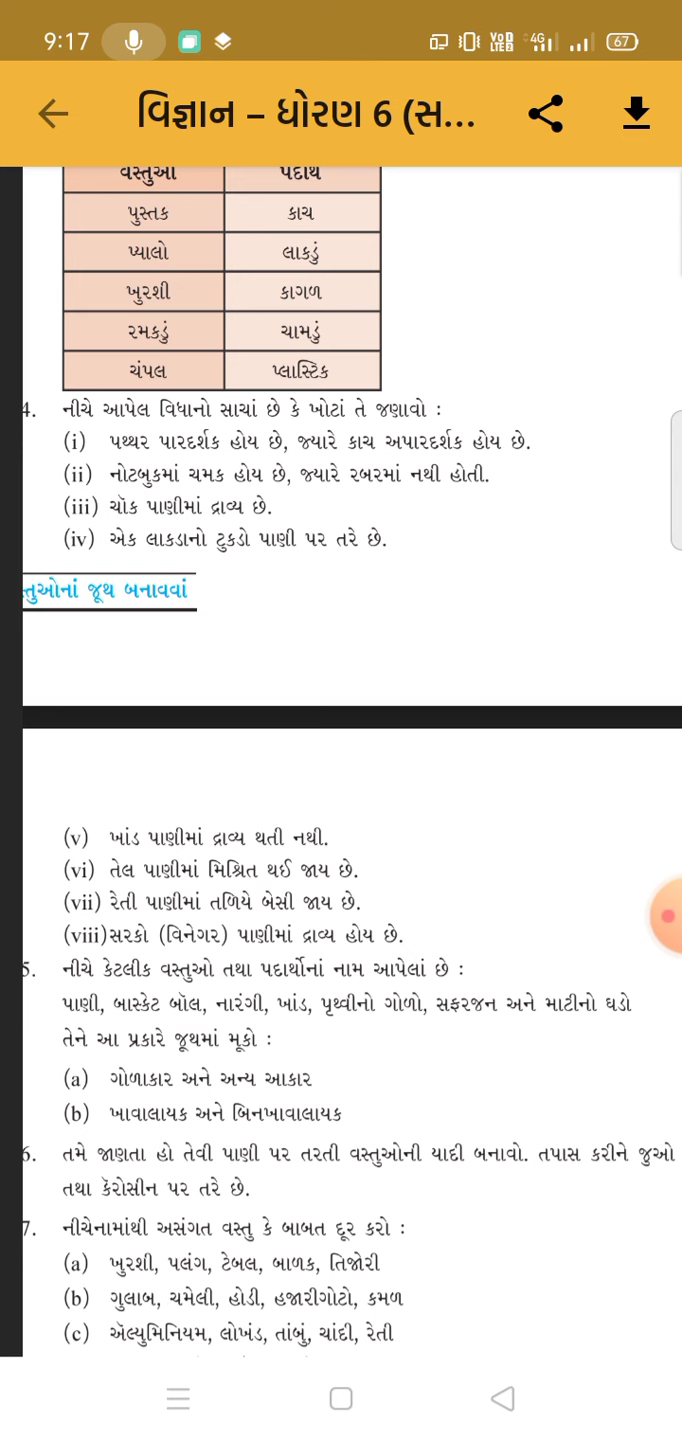 9:17 VoD LTE 4G 67
વિજ્ઞાન – ધોરણ 6 (સ...
વસ્તુઓ પદાર્થ
પુસ્તક કાચ
પ્યાલો લાકડું
ખુરશી કાગળ
રમકડું ચામડું
ચંપલ પ્લાસ્ટિક
4. નીચે આપેલ વિધાનો સાચાં છે કે ખોટાં તે જણાવો :
(i) પથ્થર પારદર્શક હોય છે, જ્યારે કાચ અપારદર્શક હોય છે.
(ii) નોટબુકમાં ચમક હોય છે, જ્યારે રબરમાં નથી હોતી.
(iii) ચૉક પાણીમાં દ્રાવ્ય છે.
(iv) એક લાકડાનો ટુકડો પાણી પર તરે છે.
તુઓનાં જૂથ બનાવવાં
(v) ખાંડ પાણીમાં દ્રાવ્ય થતી નથી.
(vi) તેલ પાણીમાં મિશ્રિત થઈ જાય છે.
(vii) રેતી પાણીમાં તળિયે બેસી જાય છે.
(viii) સરકો (વિનેગર) પાણીમાં દ્રાવ્ય હોય છે.
5. નીચે કેટલીક વસ્તુઓ તથા પદાર્થોનાં નામ આપેલાં છે :
પાણી, બાસ્કેટ બૉલ, નારંગી, ખાંડ, પૃથ્વીનો ગોળો, સફરજન અને માટીનો ઘડો
તેને આ પ્રકારે જૂથમાં મૂકો :
(a) ગોળાકાર અને અન્ય આકાર
(b) ખાવાલાયક અને બિનખાવાલાયક
6. તમે જાણતા હો તેવી પાણી પર તરતી વસ્તુઓની યાદી બનાવો. તપાસ કરીને જુઓ
તથા કૅરોસીન પર તરે છે.
7. નીચેનામાંથી અસંગત વસ્તુ કે બાબત દૂર કરો :
(a) ખુરશી, પલંગ, ટેબલ, બાળક, તિજોરી
(b) ગુલાબ, ચમેલી, હોડી, હજારીગોટો, કમળ
(c) ઍલ્યુમિનિયમ, લોખંડ, તાંબું, ચાંદી, રેતી